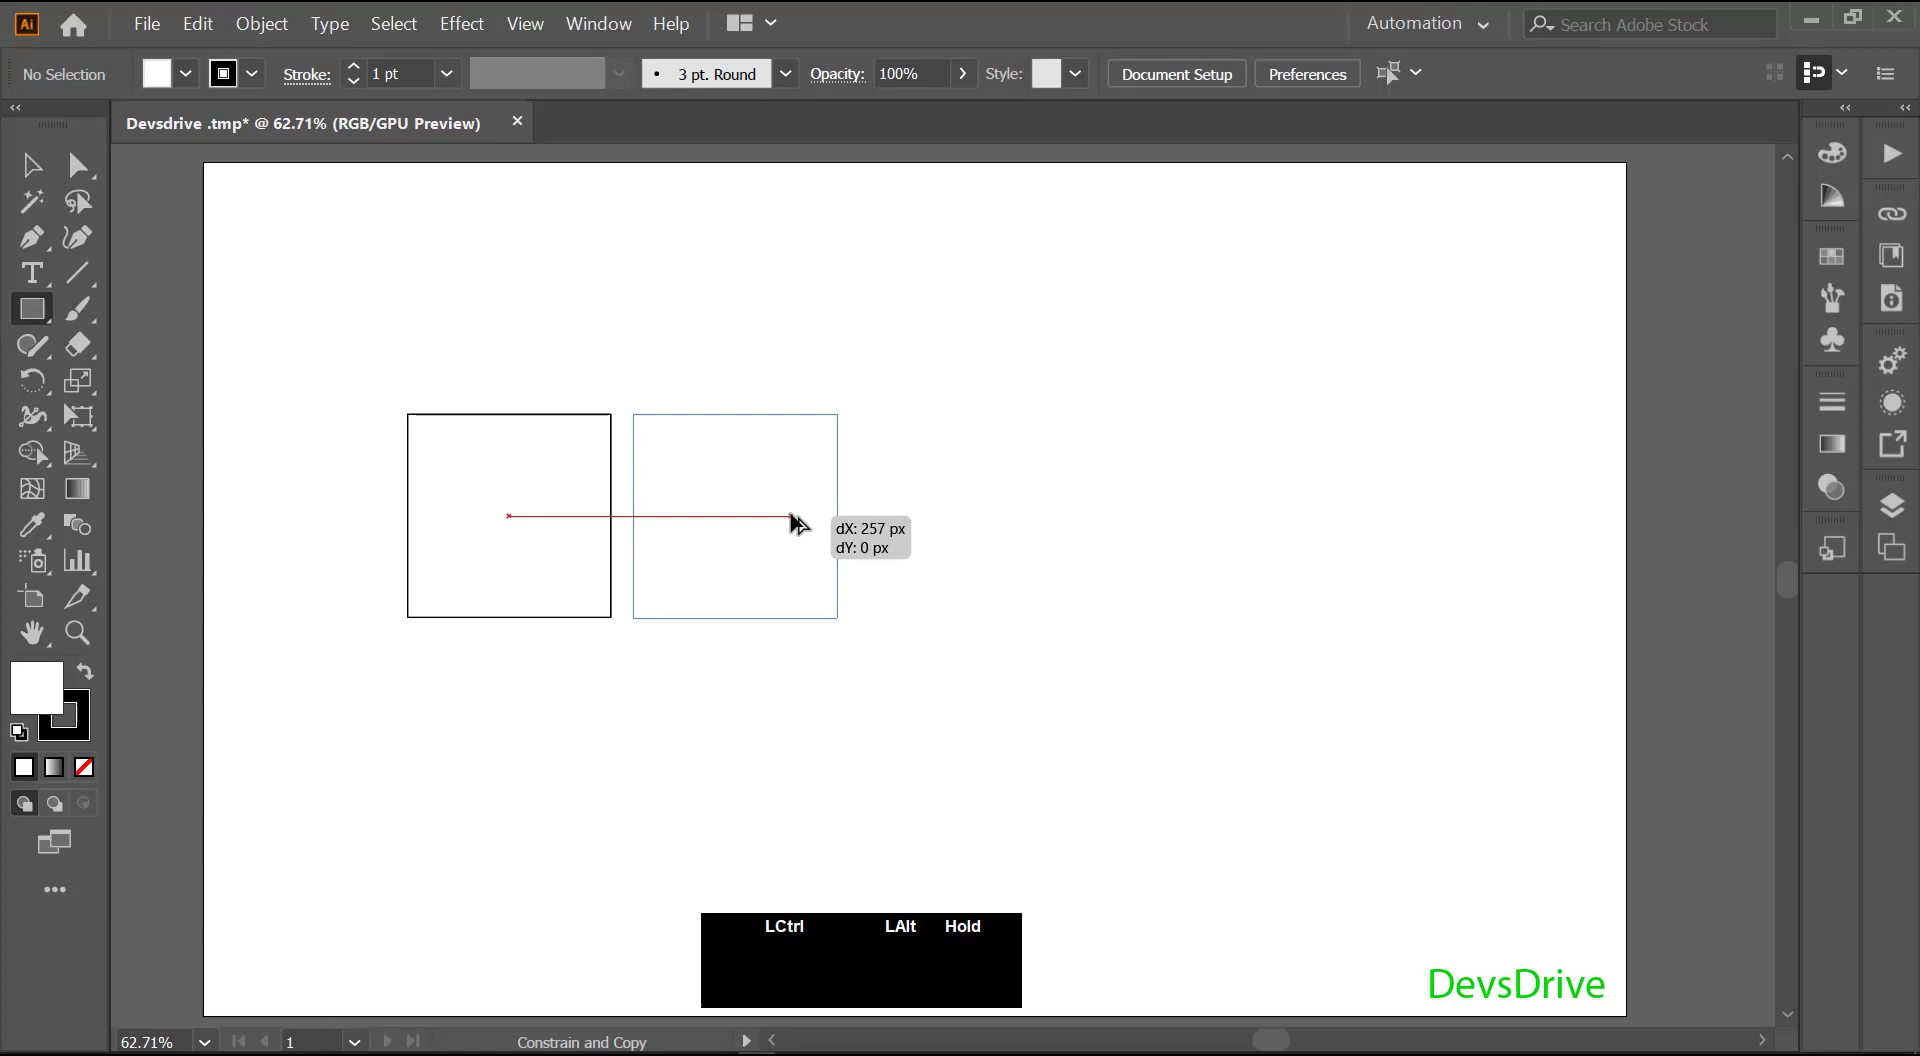 Ai File Edit Object Type Select Effect View Window Help Automation Search Adobe Stock
No Selection Stroke: 1 pt 3 pt. Round Opacity: 100% Style: Document Setup Preferences
Devsdrive .tmp* @ 62.71% (RGB/GPU Preview)
dX: 257 px
dY: 0 px
LCtrl LAlt Hold
DevsDrive
62.71% 1 Constrain and Copy